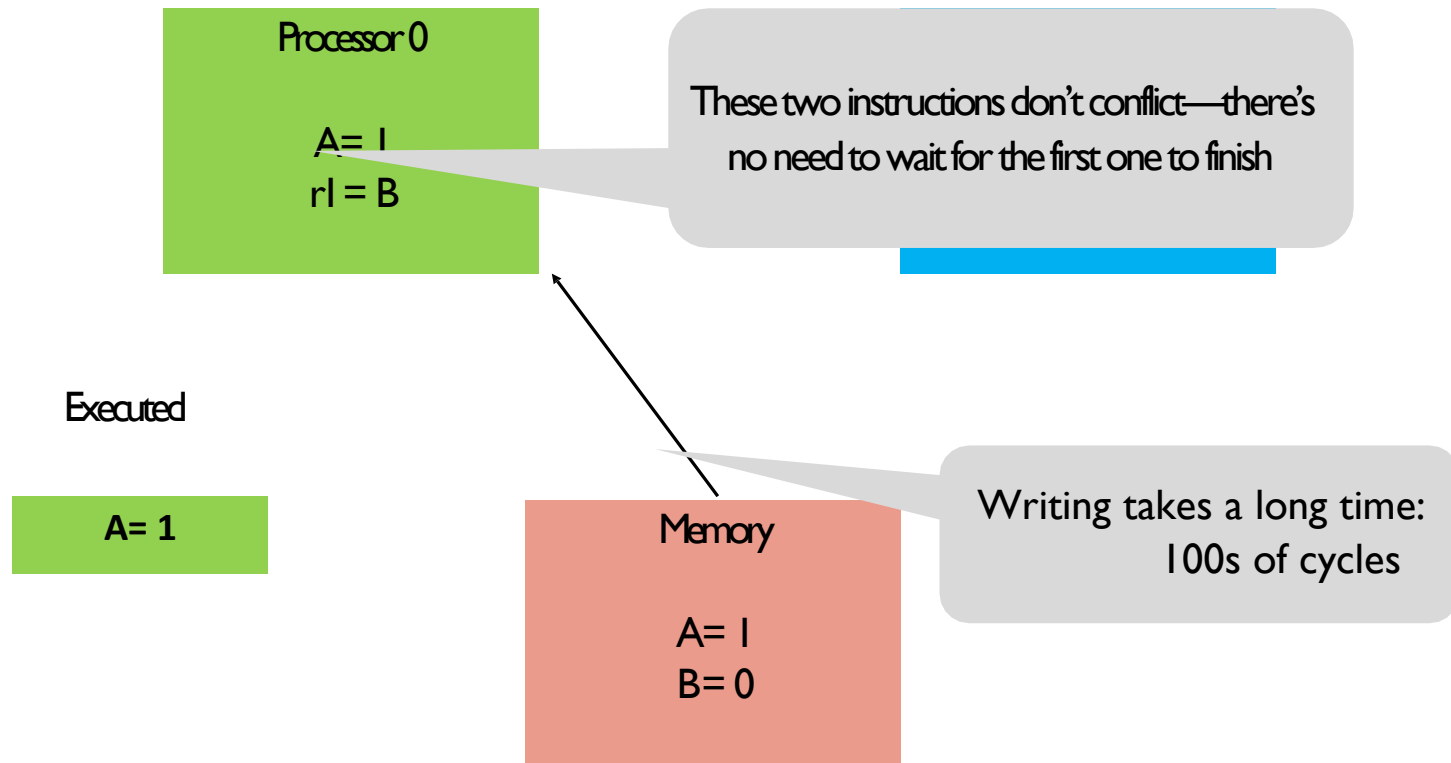 Processor 0
A= 1
r1 = B
These two instructions don’t conflict—there’s
no need to wait for the first one to finish
Executed
A= 1
Memory
A= 1
B= 0
Writing takes a long time:
100s of cycles